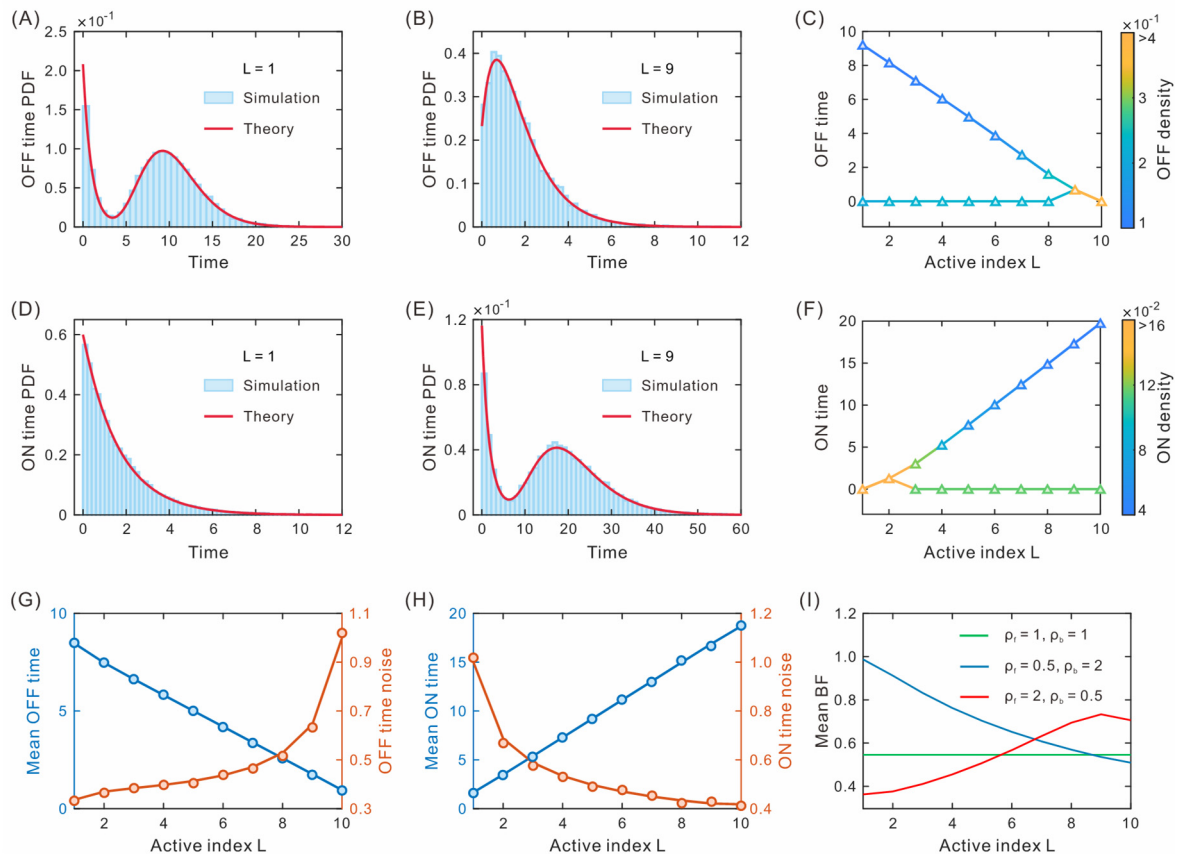 (A)
×10⁻¹
2.5
2.0
1.5
1.0
0.5
0
OFF time PDF
L = 1
Simulation
Theory
0 5 10 15 20 25 30
Time
(B)
0.4
0.3
0.2
0.1
0
OFF time PDF
L = 9
Simulation
Theory
0 2 4 6 8 10 12
Time
(C)
10
8
6
4
2
0
OFF time
2 4 6 8 10
Active index L
×10⁻¹
>4
3
2
1
OFF density
(D)
0.6
0.4
0.2
0
ON time PDF
L = 1
Simulation
Theory
0 2 4 6 8 10 12
Time
(E)
×10⁻¹
1.2
0.8
0.4
0
ON time PDF
L = 9
Simulation
Theory
0 10 20 30 40 50 60
Time
(F)
20
15
10
5
0
ON time
2 4 6 8 10
Active index L
×10⁻²
>16
12
8
4
ON density
(G)
10
5
0
Mean OFF time
2 4 6 8 10
Active index L
1.1
0.9
0.7
0.5
0.3
OFF time noise
(H)
20
15
10
5
0
Mean ON time
2 4 6 8 10
Active index L
1.2
1.0
0.8
0.6
0.4
ON time noise
(I)
1.2
1.0
0.8
0.6
0.4
Mean BF
ρf = 1, ρb = 1
ρf = 0.5, ρb = 2
ρf = 2, ρb = 0.5
2 4 6 8 10
Active index L